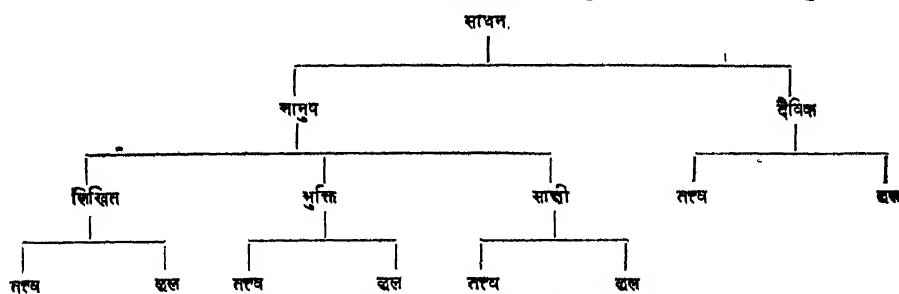 साधन.
मानुष दैविक
लिखित भुक्ति साक्षी तत्त्व छल
तत्त्व छल तत्त्व छल तत्त्व छल